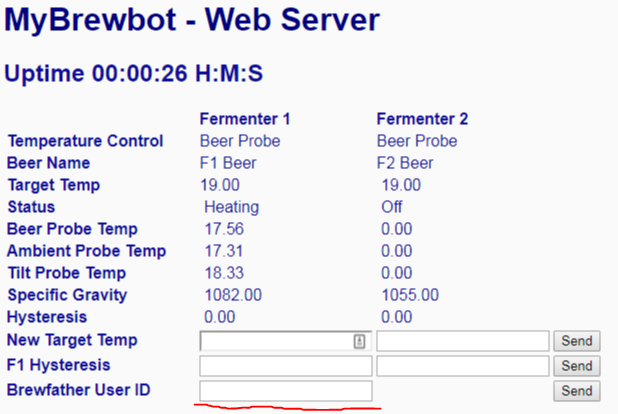 MyBrewbot - Web Server
Uptime 00:00:26 H:M:S
Fermenter 1 Fermenter 2
Temperature Control Beer Probe Beer Probe
Beer Name F1 Beer F2 Beer
Target Temp 19.00 19.00
Status Heating Off
Beer Probe Temp 17.56 0.00
Ambient Probe Temp 17.31 0.00
Tilt Probe Temp 18.33 0.00
Specific Gravity 1082.00 1055.00
Hysteresis 0.00 0.00
New Target Temp Send
F1 Hysteresis Send
Brewfather User ID Send